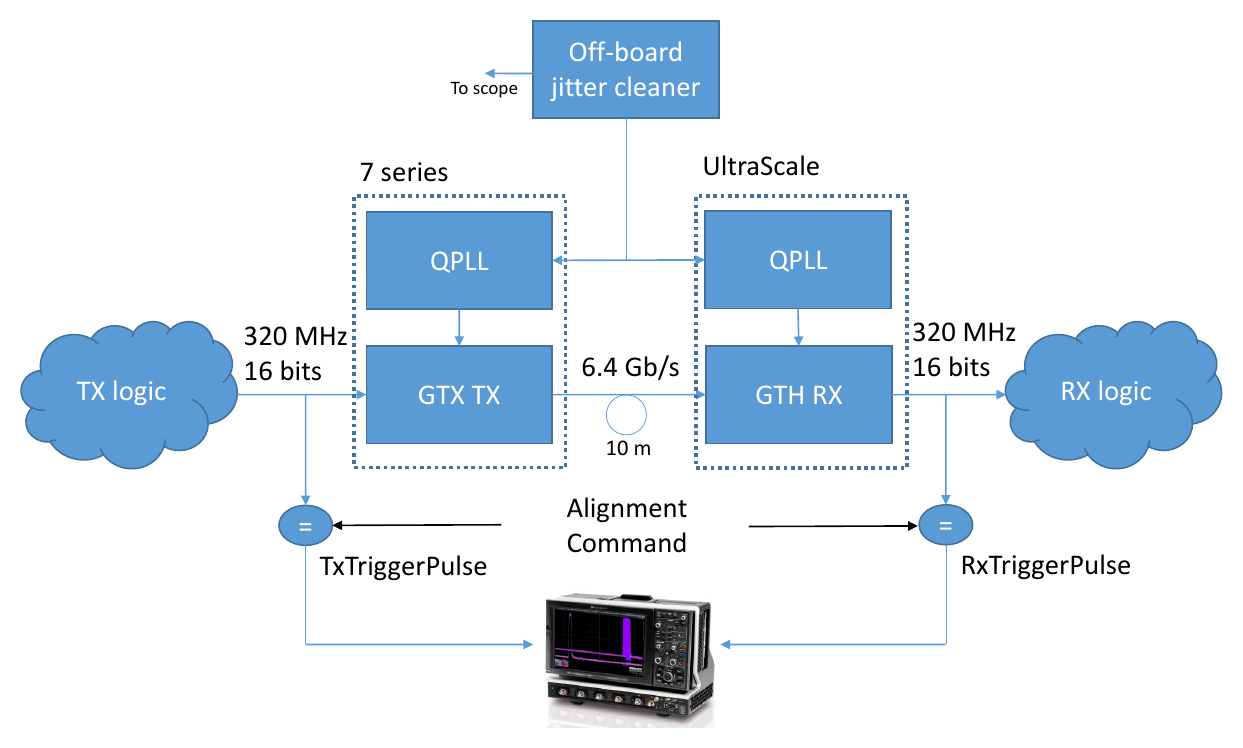 Off-board
jitter cleaner
To scope
7 series
UltraScale
QPLL
QPLL
320 MHz
16 bits
6.4 Gb/s
320 MHz
16 bits
TX logic
GTX TX
GTH RX
RX logic
10 m
Alignment
Command
=
=
TxTriggerPulse
RxTriggerPulse